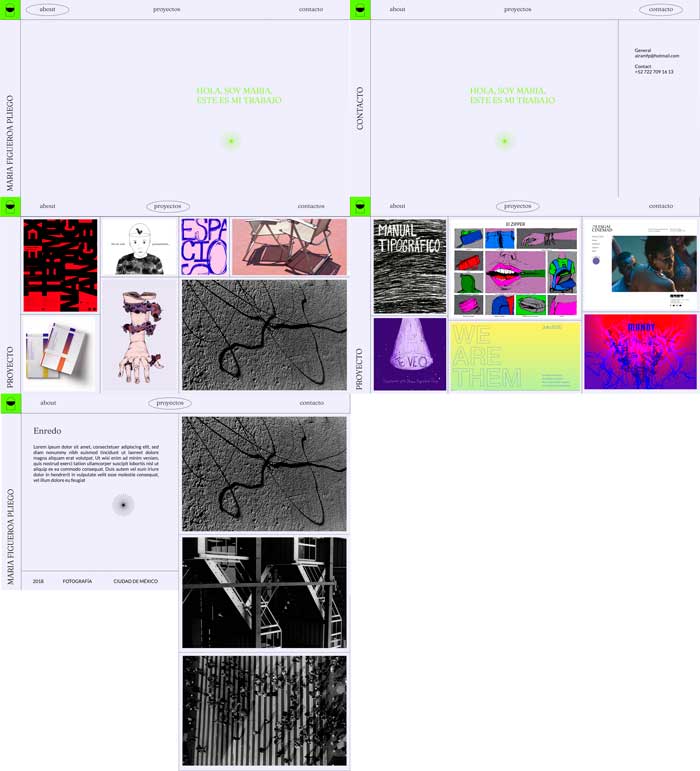 about
proyectos
contacto
HOLA, SOY MARIA,
ESTE ES MI TRABAJO
MARIA FIGUEROA PLIEGO
about
proyectos
contacto
HOLA, SOY MARIA,
ESTE ES MI TRABAJO
General
airamfp@hotmail.com
Contact
+52 722 709 16 13
CONTACTO
about
proyectos
contactos
ESPA
CIOS
PROYECTO
about
proyectos
contacto
MANUAL
TIPOGRÁFICO
El ZIPPER
TE VEO
WE
ARE
THEM
PROYECTO
about
proyectos
contacto
Enredo
Lorem ipsum dolor sit amet, consectetuer adipiscing elit, sed
diam nonummy nibh euismod tincidunt ut laoreet dolore
magna aliquam erat volutpat. Ut wisi enim ad minim veniam,
quis nostrud exerci tation ullamcorper suscipit lobortis nisl ut
aliquip ex ea commodo consequat. Duis autem vel eum iriure
dolor in hendrerit in vulputate velit esse molestie consequat,
vel illum dolore eu feugiat
MARIA FIGUEROA PLIEGO
2018
FOTOGRAFÍA
CIUDAD DE MÉXICO